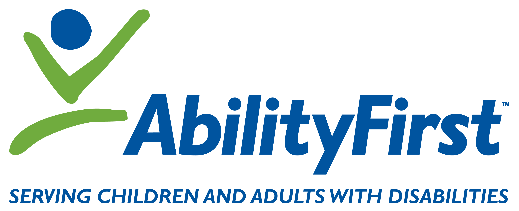 AbilityFirst™
SERVING CHILDREN AND ADULTS WITH DISABILITIES